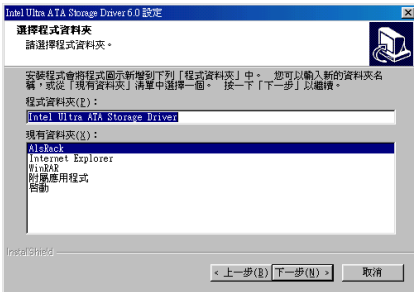 Intel Ultra ATA Storage Driver 6.0 設定
選擇程式資料夾
請選擇程式資料夾。
安裝程式會將程式圖示新增到下列「程式資料夾」中。 您可以輸入新的資料夾名
稱，或從「現有資料夾」清單中選擇一個。 按一下「下一步」以繼續。
程式資料夾(P)：
Intel Ultra ATA Storage Driver
現有資料夾(X)：
AlsRack
Internet Explorer
WinRAR
附屬應用程式
啟動
InstallShield
< 上一步(B)
下一步(N) >
取消